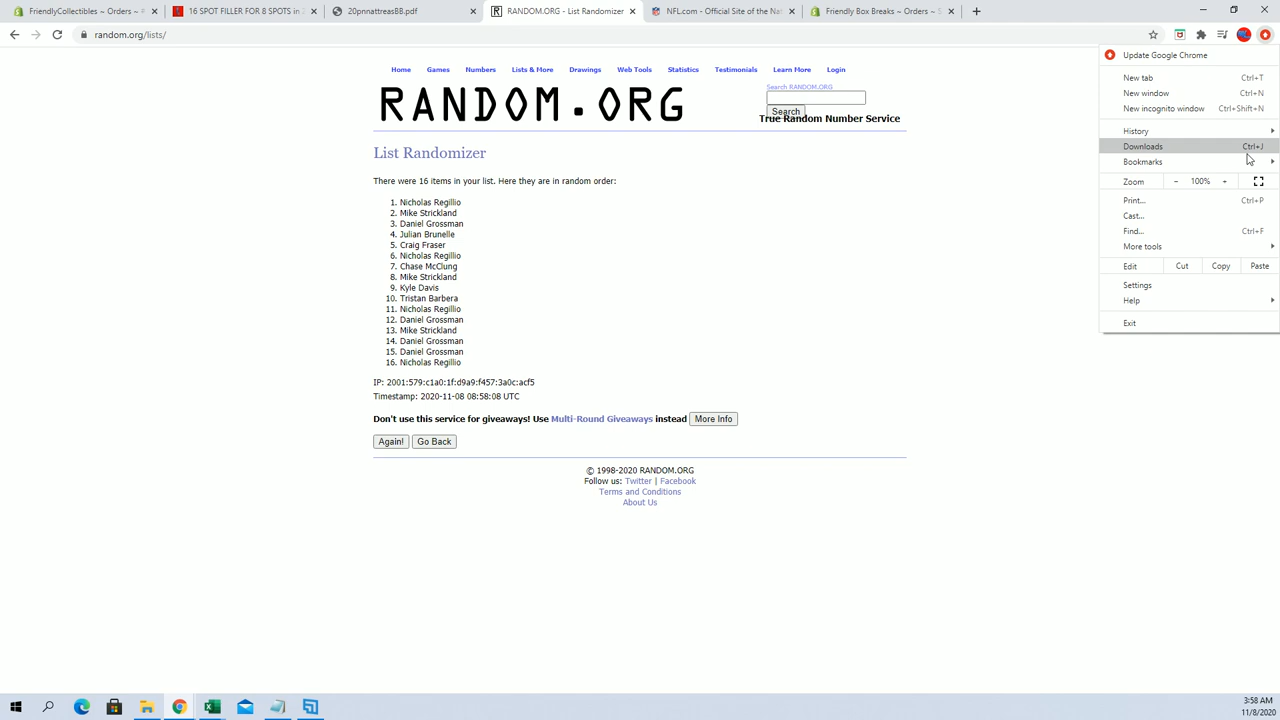 FriendlyCollectibles ~ Orders ~ #
16 SPOT FILLER FOR 8 SPOTS in
20pnnattreasBB.pdf
RANDOM.ORG - List Randomizer
NFL.com - Official Site of the Na
Friendly Box Breaks ~ Orders ~ S
random.org/lists/
Home
Games
Numbers
Lists & More
Drawings
Web Tools
Statistics
Testimonials
Learn More
Login
RANDOM.ORG
Search RANDOM.ORG
Search
True Random Number Service
List Randomizer
There were 16 items in your list. Here they are in random order:
1. Nicholas Regillio
2. Mike Strickland
3. Daniel Grossman
4. Julian Brunelle
5. Craig Fraser
6. Nicholas Regillio
7. Chase McClung
8. Mike Strickland
9. Kyle Davis
10. Tristan Barbera
11. Nicholas Regillio
12. Daniel Grossman
13. Mike Strickland
14. Daniel Grossman
15. Daniel Grossman
16. Nicholas Regillio
IP: 2001:579:c1a0:1f:d9a9:f457:3a0c:acf5
Timestamp: 2020-11-08 08:58:08 UTC
Don't use this service for giveaways! Use Multi-Round Giveaways instead More Info
Again! Go Back
© 1998-2020 RANDOM.ORG
Follow us: Twitter | Facebook
Terms and Conditions
About Us
Update Google Chrome
New tab Ctrl+T
New window Ctrl+N
New incognito window Ctrl+Shift+N
History
Downloads Ctrl+J
Bookmarks
Zoom - 100% +
Print... Ctrl+P
Cast...
Find... Ctrl+F
More tools
Edit Cut Copy Paste
Settings
Help
Exit
3:58 AM
11/8/2020